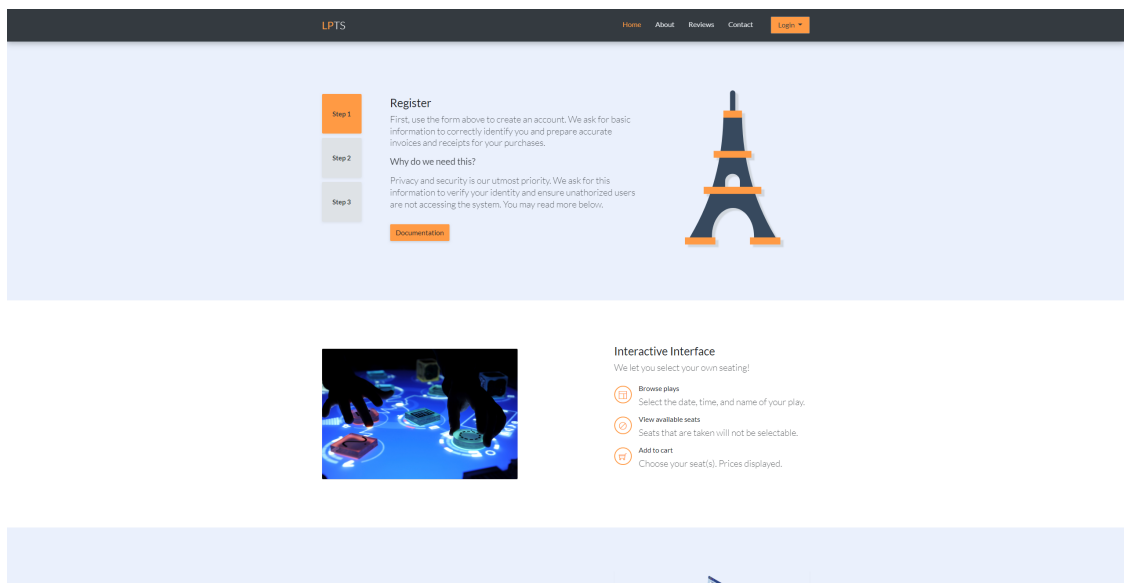 LPTS
Home About Reviews Contact Login
Step 1
Step 2
Step 3
Register
First, use the form above to create an account. We ask for basic
information to correctly identify you and prepare accurate
invoices and receipts for your purchases.
Why do we need this?
Privacy and security is our utmost priority. We ask for this
information to verify your identity and ensure unathorized users
are not accessing the system. You may read more below.
Documentation
Interactive Interface
We let you select your own seating!
Browse plays
Select the date, time, and name of your play.
View available seats
Seats that are taken will not be selectable.
Add to cart
Choose your seat(s). Prices displayed.